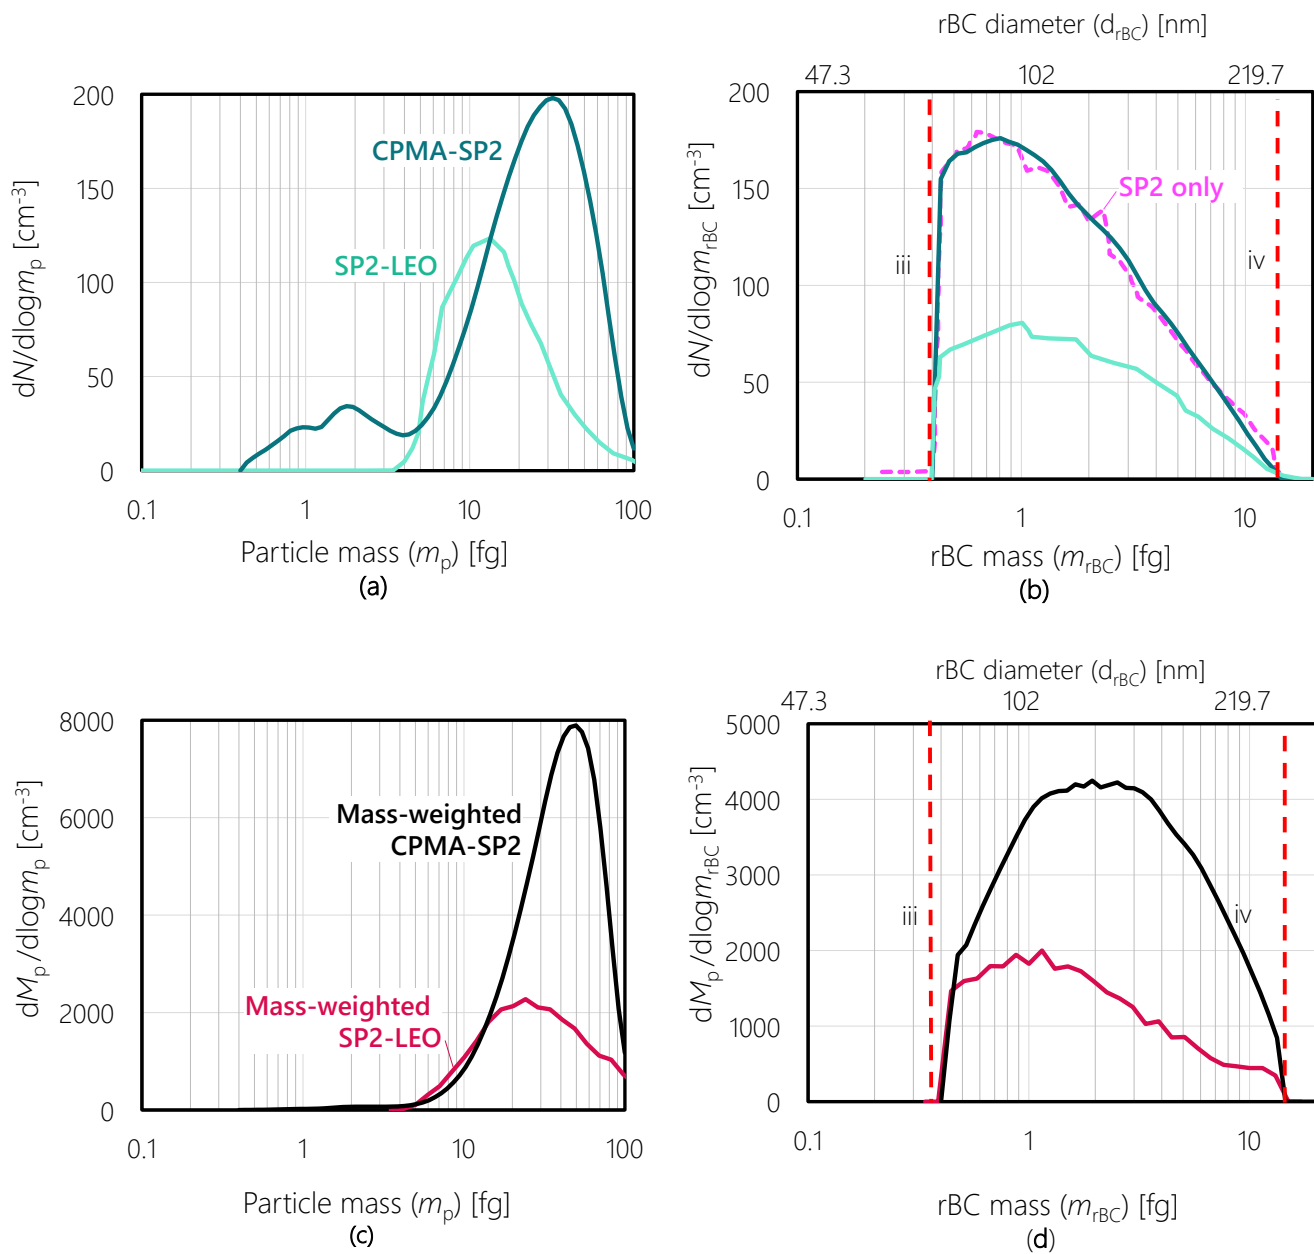 rBC diameter (drBC) [nm]
47.3 102 219.7
200
150
100
50
0
dN/dlogmp [cm-3]
CPMA-SP2
SP2-LEO
0.1 1 10 100
Particle mass (mp) [fg]
(a)
200
150
100
50
0
dN/dlogmrBC [cm-3]
SP2 only
iii
iv
0.1 1 10
rBC mass (mrBC) [fg]
(b)
8000
6000
4000
2000
0
dMp/dlogmp [cm-3]
Mass-weighted
CPMA-SP2
Mass-weighted
SP2-LEO
0.1 1 10 100
Particle mass (mp) [fg]
(c)
rBC diameter (drBC) [nm]
47.3 102 219.7
5000
4000
3000
2000
1000
0
dMp/dlogmrBC [cm-3]
iii
iv
0.1 1 10
rBC mass (mrBC) [fg]
(d)